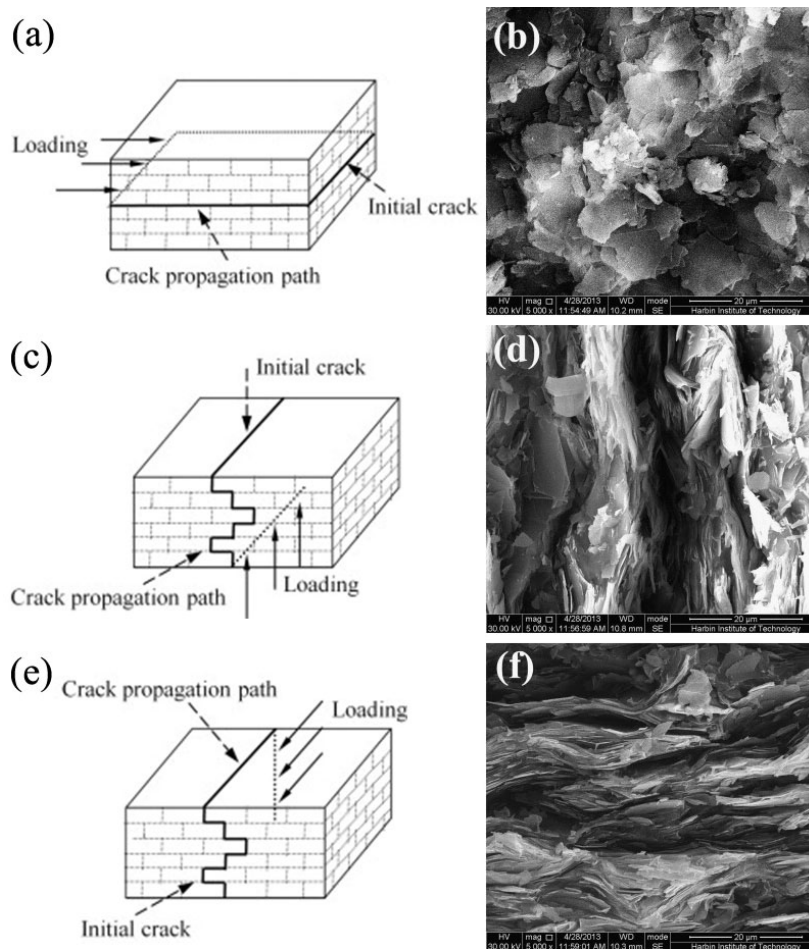 (a)
Loading
Initial crack
Crack propagation path
(b)
HV mag □ 4/28/2013 WD mode 20 µm
30.00 kV 5 000 x 11:54:49 AM 10.2 mm SE Harbin Institute of Technology
(c)
Initial crack
Crack propagation path
Loading
(d)
HV mag □ 4/28/2013 WD mode 20 µm
30.00 kV 5 000 x 11:56:59 AM 10.8 mm SE Harbin Institute of Technology
(e)
Crack propagation path
Loading
Initial crack
(f)
HV mag □ 4/28/2013 WD mode 20 µm
30.00 kV 5 000 x 11:59:01 AM 10.3 mm SE Harbin Institute of Technology